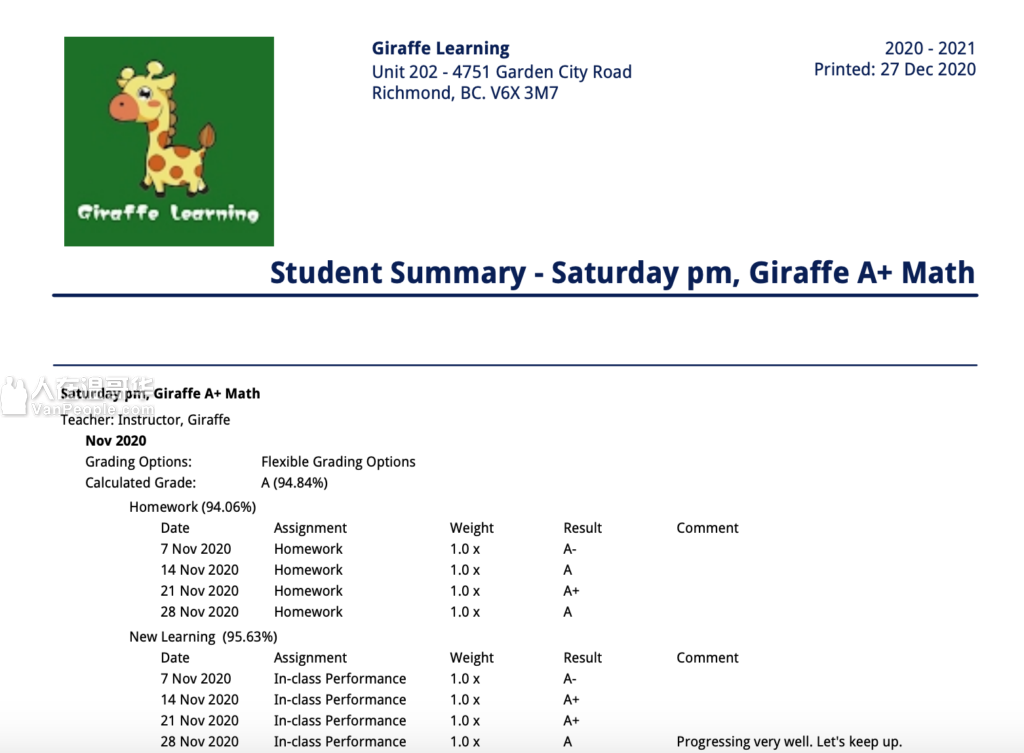 Giraffe Learning
Giraffe Learning
Unit 202 - 4751 Garden City Road
Richmond, BC. V6X 3M7
2020 - 2021
Printed: 27 Dec 2020
Student Summary - Saturday pm, Giraffe A+ Math
人在温哥华
VanPeople.com
Saturday pm, Giraffe A+ Math
Teacher: Instructor, Giraffe
Nov 2020
Grading Options: Flexible Grading Options
Calculated Grade: A (94.84%)
Homework (94.06%)
Date Assignment Weight Result Comment
7 Nov 2020 Homework 1.0 x A-
14 Nov 2020 Homework 1.0 x A
21 Nov 2020 Homework 1.0 x A+
28 Nov 2020 Homework 1.0 x A
New Learning (95.63%)
Date Assignment Weight Result Comment
7 Nov 2020 In-class Performance 1.0 x A-
14 Nov 2020 In-class Performance 1.0 x A+
21 Nov 2020 In-class Performance 1.0 x A+
28 Nov 2020 In-class Performance 1.0 x A Progressing very well. Let's keep up.